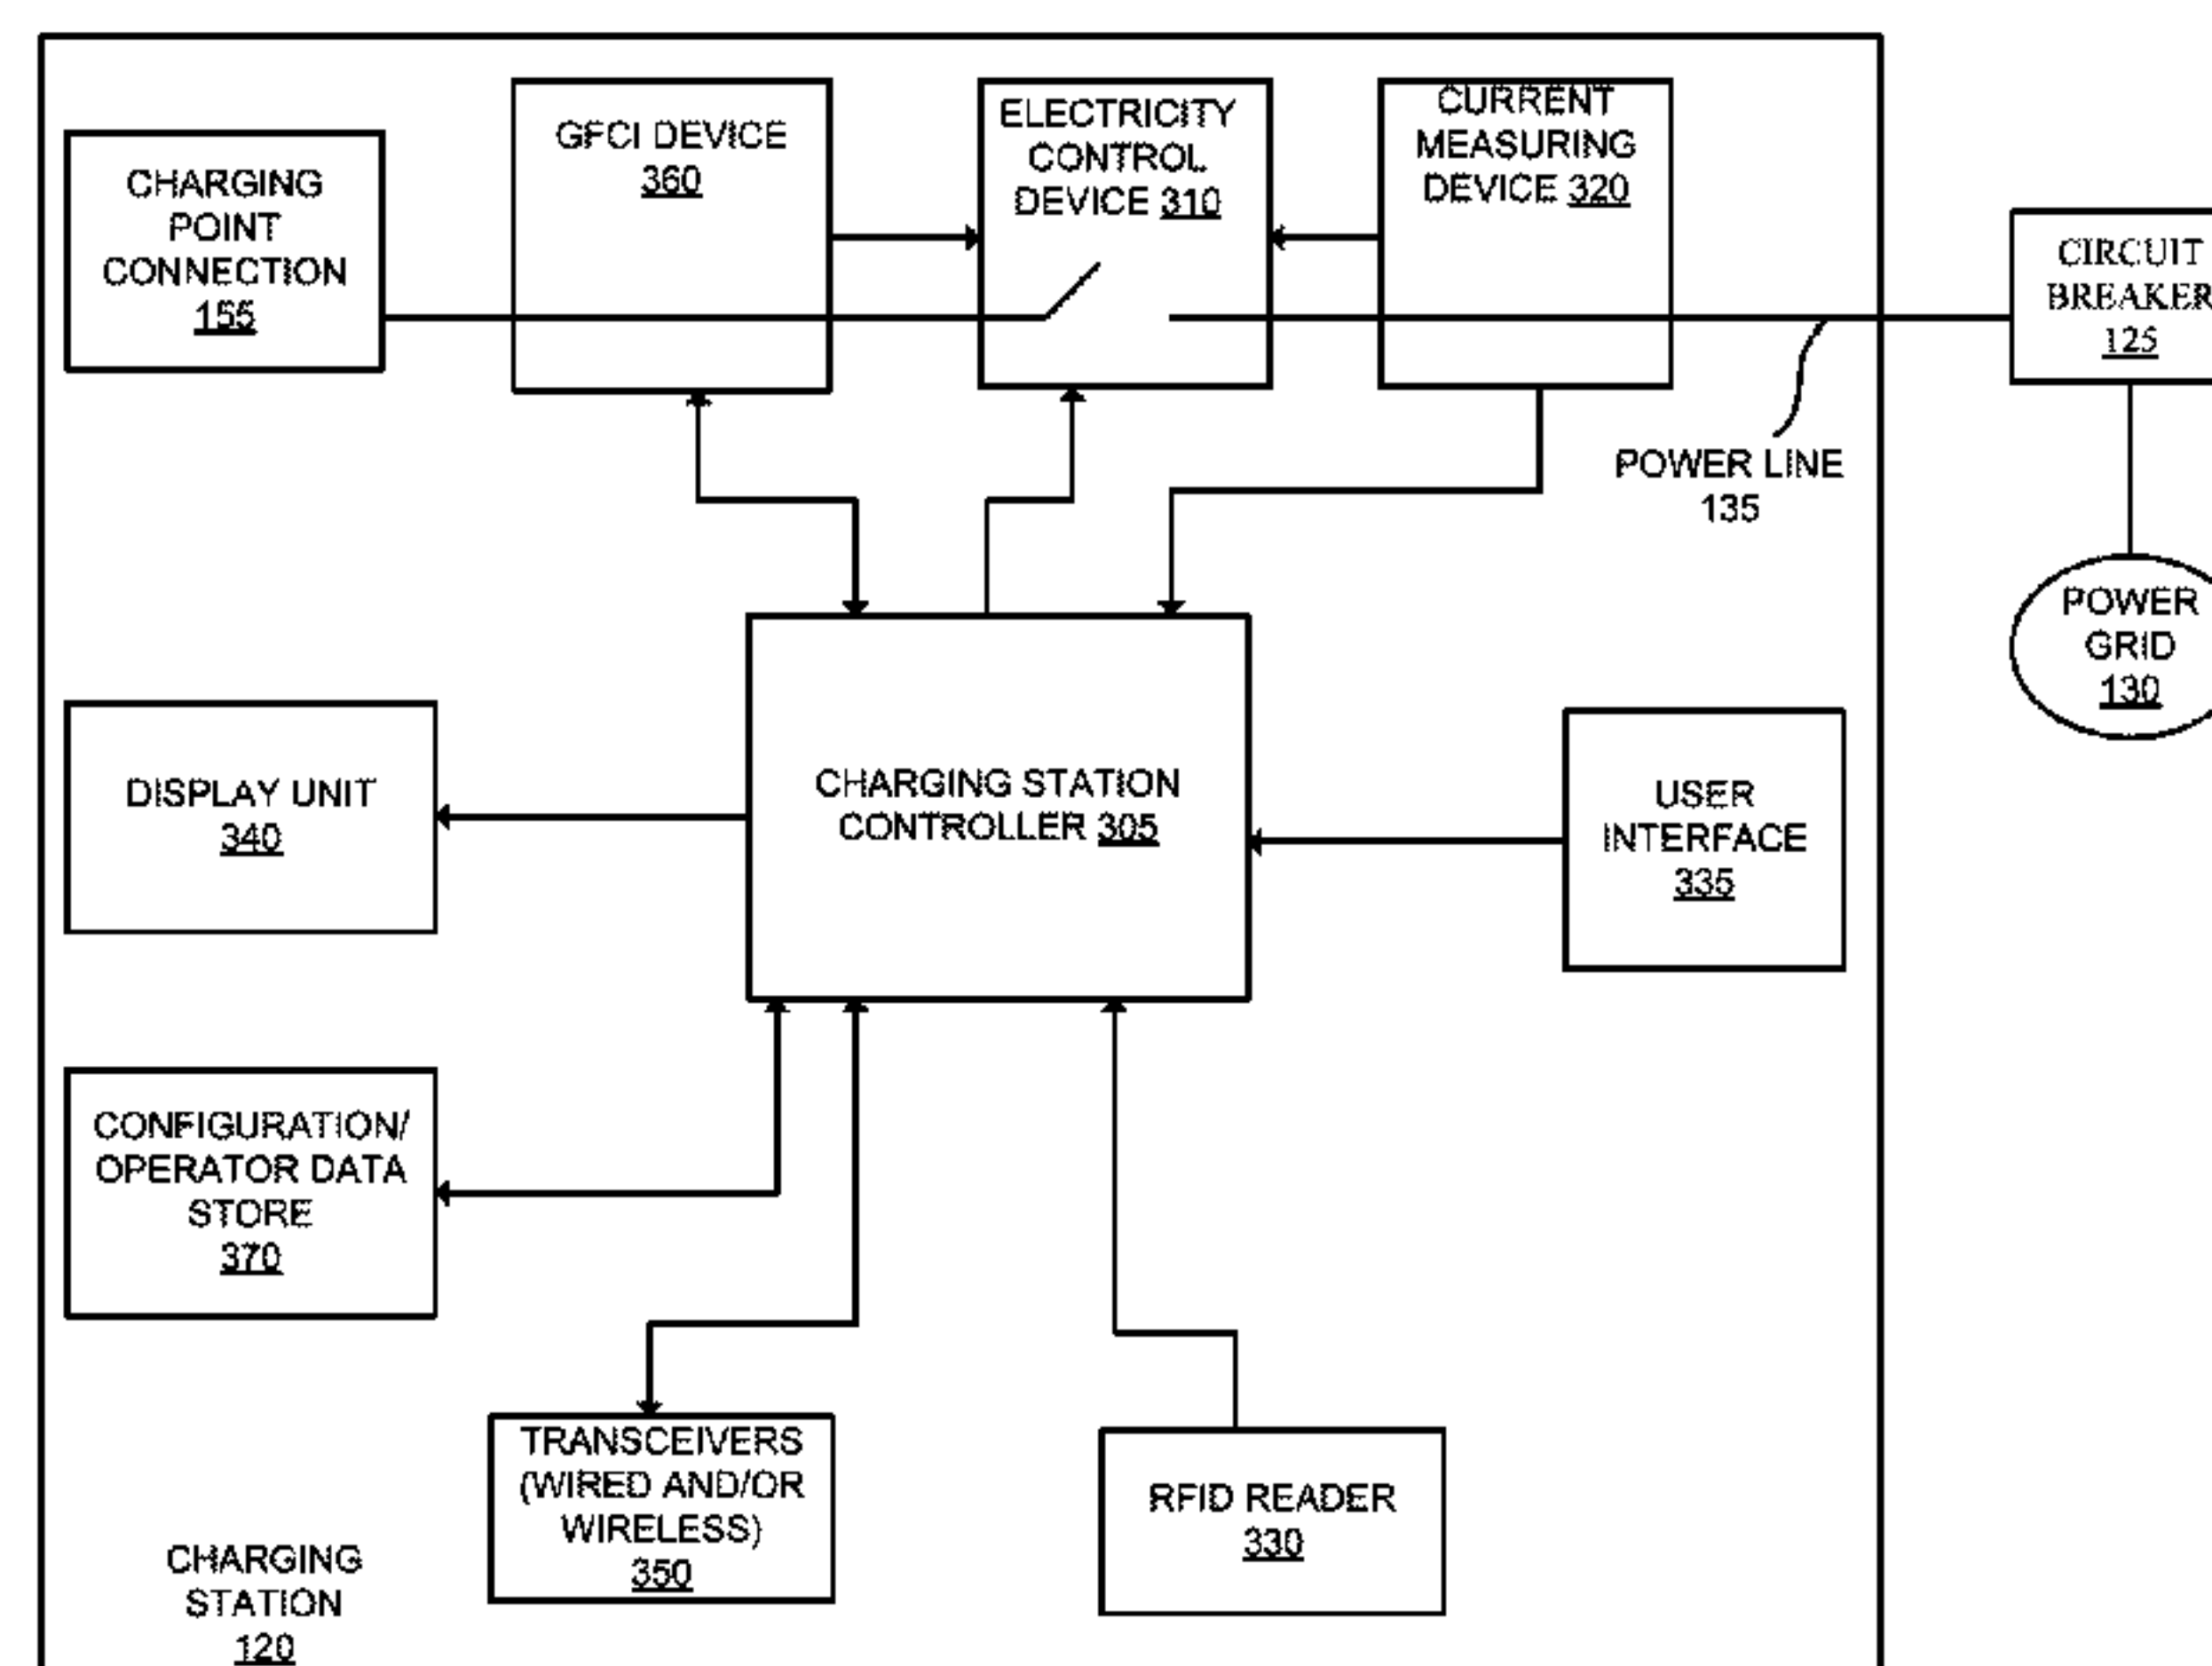 CHARGING
POINT
CONNECTION
155
GFCI DEVICE
360
ELECTRICITY
CONTROL
DEVICE 310
CURRENT
MEASURING
DEVICE 320
CIRCUIT
BREAKER
125
POWER LINE
135
POWER
GRID
130
DISPLAY UNIT
340
CHARGING STATION
CONTROLLER 305
USER
INTERFACE
335
CONFIGURATION/
OPERATOR DATA
STORE
370
TRANSCEIVERS
(WIRED AND/OR
WIRELESS)
350
RFID READER
330
CHARGING
STATION
120